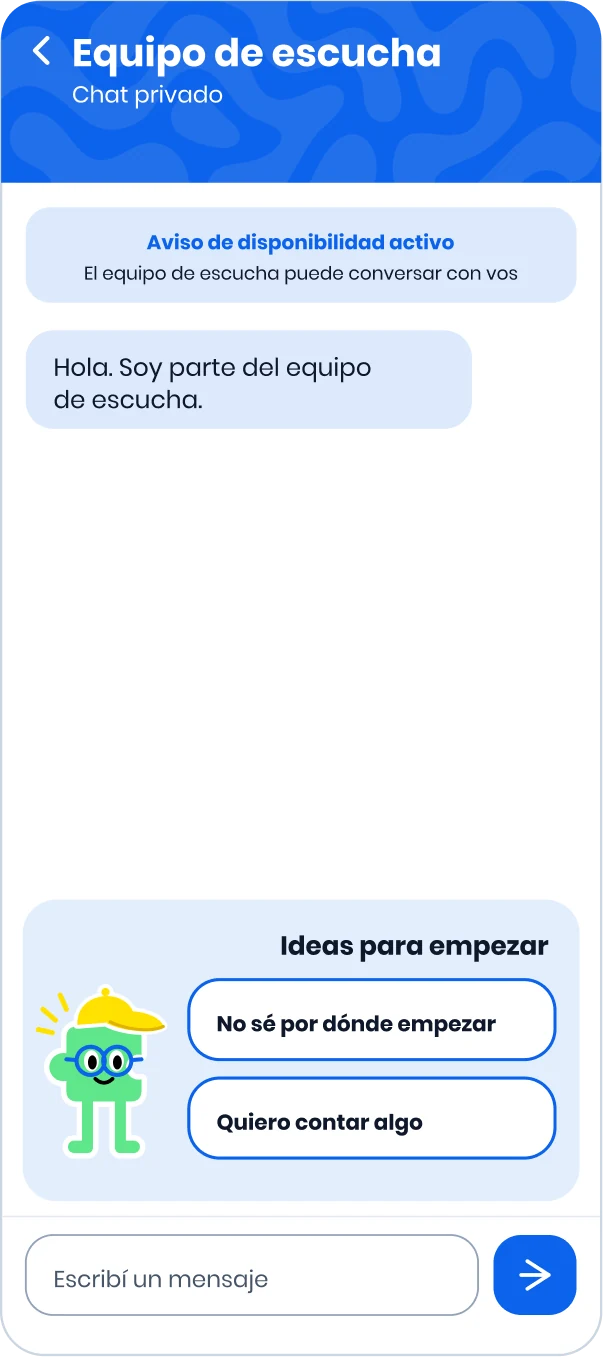 Equipo de escucha
Chat privado
Aviso de disponibilidad activo
El equipo de escucha puede conversar con vos
Hola. Soy parte del equipo
de escucha.
Ideas para empezar
No sé por dónde empezar
Quiero contar algo
Escribí un mensaje